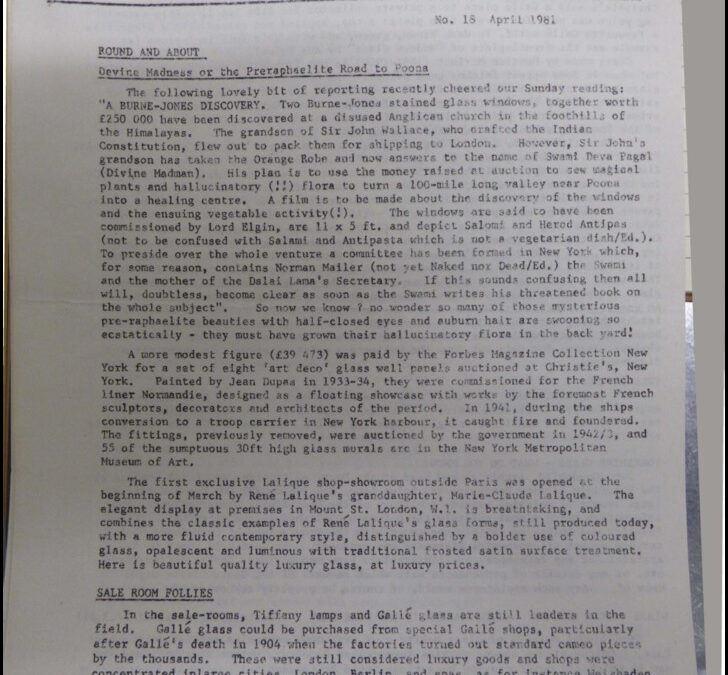 No. 18 April 1981
ROUND AND ABOUT
Devine Madness or the Preraphaelite Road to Poona
The following lovely bit of reporting recently cheered our Sunday reading:
"A BURNE-JONES DISCOVERY. Two Burne-Jones stained glass windows, together worth
£250 000 have been discovered at a disused Anglican church in the foothills of
the Himalayas. The grandson of Sir John Wallace, who crafted the Indian
Constitution, flew out to pack them for shipping to London. However, Sir John's
grandson has taken the Orange Robe and now answers to the name of Swami Deva Pagal
(Divine Madman). His plan is to use the money raised at auction to sew magical
plants and hallucinatory (!!) flora to turn a 100-mile long valley near Poona
into a healing centre. A film is to be made about the discovery of the windows
and the ensuing vegetable activity(!). The windows are said to have been
commissioned by Lord Elgin, are 11 x 5 ft. and depict Salomi and Herod Antipas
(not to be confused with Salami and Antipasta which is not a vegetarian dish/Ed.).
To preside over the whole venture a committee has been formed in New York which,
for some reason, contains Norman Mailer (not yet Naked nor Dead/Ed.) the Swami
and the mother of the Dalai Lama's Secretary. If this sounds confusing then all
will, doubtless, become clear as soon as the Swami writes his threatened book on
the whole subject". So now we know ? no wonder so many of those mysterious
pre-raphaelite beauties with half-closed eyes and auburn hair are swooning so
ecstatically - they must have grown their hallucinatory flora in the back yard!
A more modest figure (£39 473) was paid by the Forbes Magazine Collection New
York for a set of eight 'art deco' glass wall panels auctioned at Christie's, New
York. Painted by Jean Dupas in 1933-34, they were commissioned for the French
liner Normandie, designed as a floating showcase with works by the foremost French
sculptors, decorators and architects of the period. In 1941, during the ships
conversion to a troop carrier in New York harbour, it caught fire and foundered.
The fittings, previously removed, were auctioned by the government in 1942/3, and
55 of the sumptuous 30ft high glass murals are in the New York Metropolitan
Museum of Art.
The first exclusive Lalique shop-showroom outside Paris was opened at the
beginning of March by René Lalique's granddaughter, Marie-Claude Lalique. The
elegant display at premises in Mount St. London, W.1. is breathtaking, and
combines the classic examples of René Lalique's glass forms, still produced today,
with a more fluid contemporary style, distinguished by a bolder use of coloured
glass, opalescent and luminous with traditional frosted satin surface treatment.
Here is beautiful quality luxury glass, at luxury prices.
SALE ROOM FOLLIES
In the sale-rooms, Tiffany lamps and Gallé glass are still leaders in the
field. Gallé glass could be purchased from special Gallé shops, particularly
after Gallé's death in 1904 when the factories turned out standard cameo pieces
by the thousands. These were still considered luxury goods and shops were
concentrated inlarge cities, London, Berlin, and spas, as for instance Weisbaden